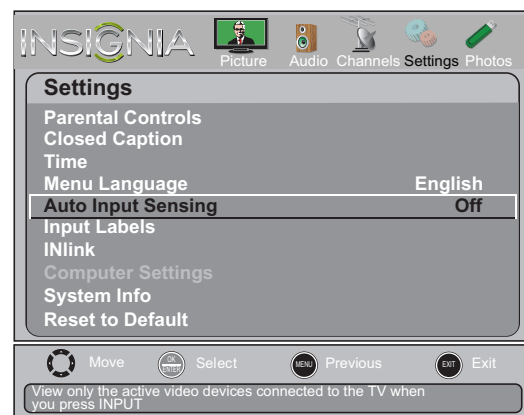 INSIGNIA
Picture Audio Channels Settings Photos
Settings
Parental Controls
Closed Caption
Time
Menu Language English
Auto Input Sensing Off
Input Labels
INlink
Computer Settings
System Info
Reset to Default
Move OK ENTER Select MENU Previous EXIT Exit
View only the active video devices connected to the TV when
you press INPUT